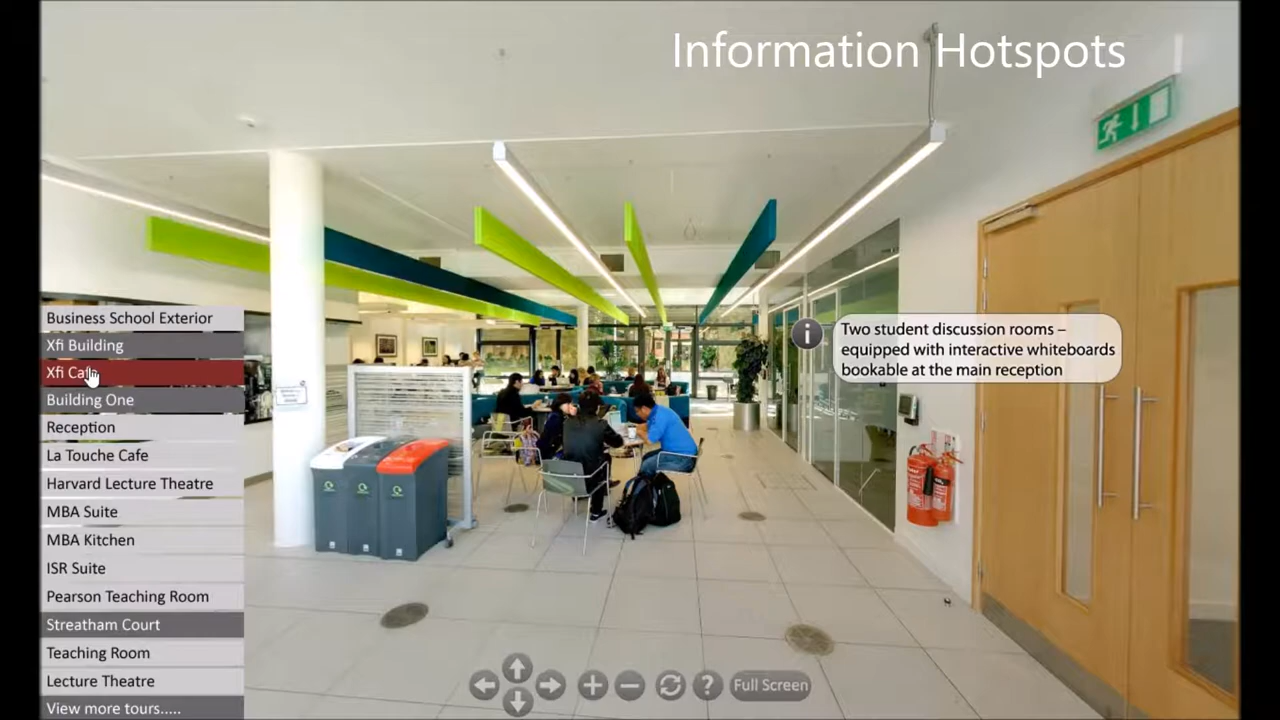 Information Hotspots
Business School Exterior
Xfi Building
Xfi Cafe
Building One
Reception
La Touche Cafe
Harvard Lecture Theatre
MBA Suite
MBA Kitchen
ISR Suite
Pearson Teaching Room
Streatham Court
Teaching Room
Lecture Theatre
View more tours.....
i
Two student discussion rooms –
equipped with interactive whiteboards
bookable at the main reception
? Full Screen